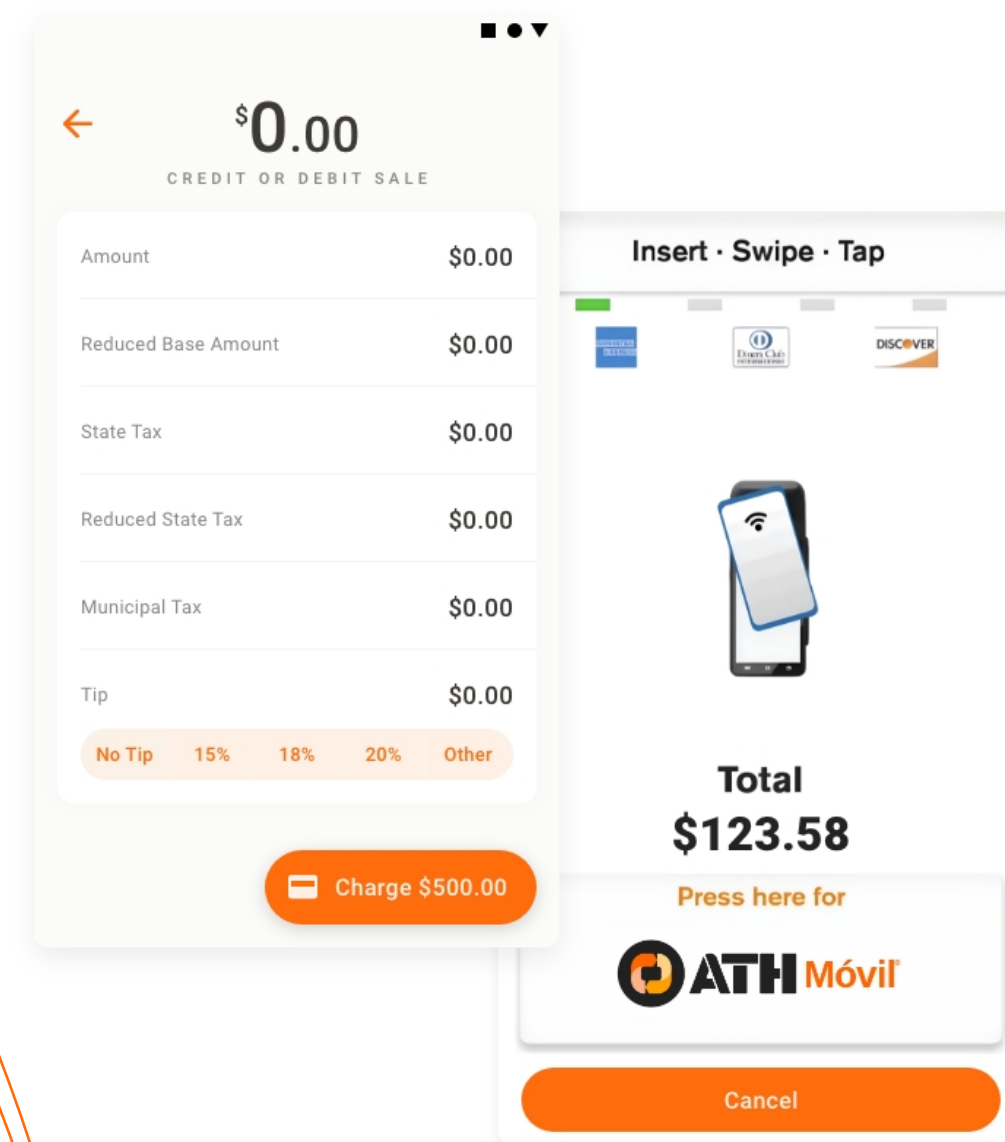 $0.00
CREDIT OR DEBIT SALE
Amount $0.00
Reduced Base Amount $0.00
State Tax $0.00
Reduced State Tax $0.00
Municipal Tax $0.00
Tip $0.00
No Tip 15% 18% 20% Other
Charge $500.00
Insert · Swipe · Tap
Diners Club DISCOVER
Total
$123.58
Press here for
ATH Móvil
Cancel